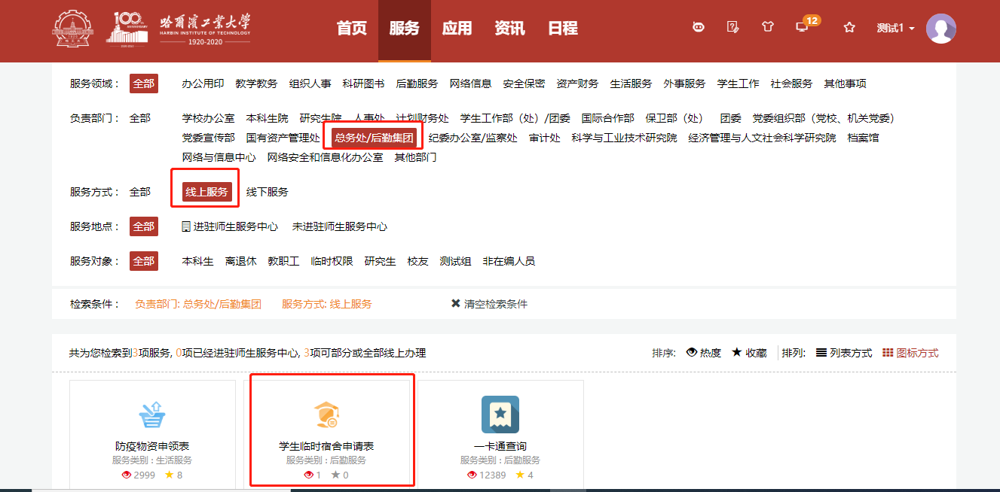 哈爾濱工業大學
HARBIN INSTITUTE OF TECHNOLOGY
1920-2020
100TH
ANNIVERSARY
首页 服务 应用 资讯 日程
12
测试1
服务领域： 全部 办公用印 教学教务 组织人事 科研图书 后勤服务 网络信息 安全保密 资产财务 生活服务 外事服务 学生工作 社会服务 其他事项
负责部门： 全部 学校办公室 本科生院 研究生院 人事处 计划财务处 学生工作部（处）/团委 国际合作部 保卫部（处） 团委 党委组织部（党校、机关党委）
党委宣传部 国有资产管理处 总务处/后勤集团 纪委办公室/监察处 审计处 科学与工业技术研究院 经济管理与人文社会科学研究院 档案馆
网络与信息中心 网络安全和信息化办公室 其他部门
服务方式： 全部 线上服务 线下服务
服务地点： 全部 进驻师生服务中心 未进驻师生服务中心
服务对象： 全部 本科生 离退休 教职工 临时权限 研究生 校友 测试组 非在编人员
检索条件： 负责部门: 总务处/后勤集团 服务方式: 线上服务 清空检索条件
共为您检索到3项服务, 0项已经进驻师生服务中心, 3项可部分或全部线上办理 排序: 热度 收藏 排列: 列表方式 图标方式
防疫物资申领表
服务类别 : 生活服务
2999 8
学生临时宿舍申请表
服务类别 : 后勤服务
1 0
一卡通查询
服务类别 : 后勤服务
12389 4